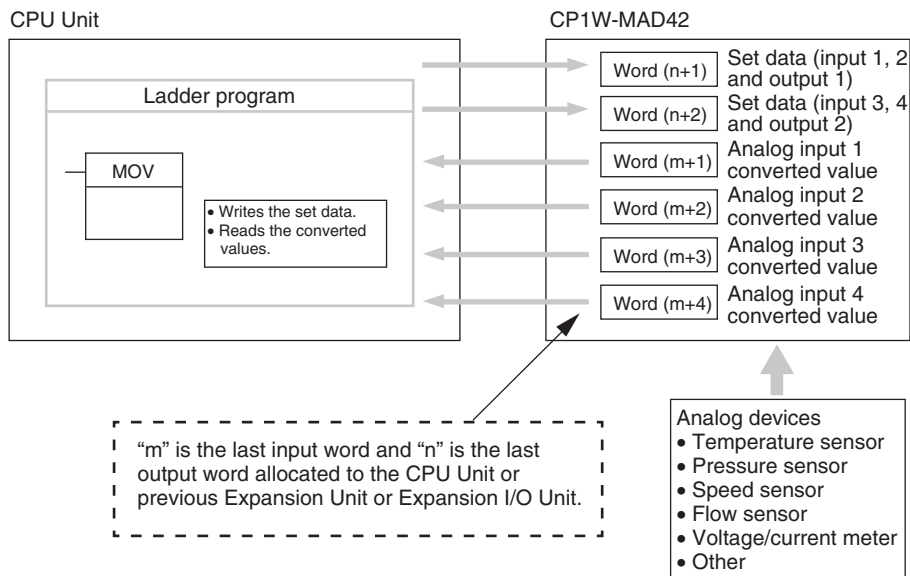 CPU Unit
CP1W-MAD42
Ladder program
MOV
• Writes the set data.
• Reads the converted
values.
Word (n+1)
Set data (input 1, 2
and output 1)
Word (n+2)
Set data (input 3, 4
and output 2)
Word (m+1)
Analog input 1
converted value
Word (m+2)
Analog input 2
converted value
Word (m+3)
Analog input 3
converted value
Word (m+4)
Analog input 4
converted value
“m” is the last input word and “n” is the last
output word allocated to the CPU Unit or
previous Expansion Unit or Expansion I/O Unit.
Analog devices
• Temperature sensor
• Pressure sensor
• Speed sensor
• Flow sensor
• Voltage/current meter
• Other